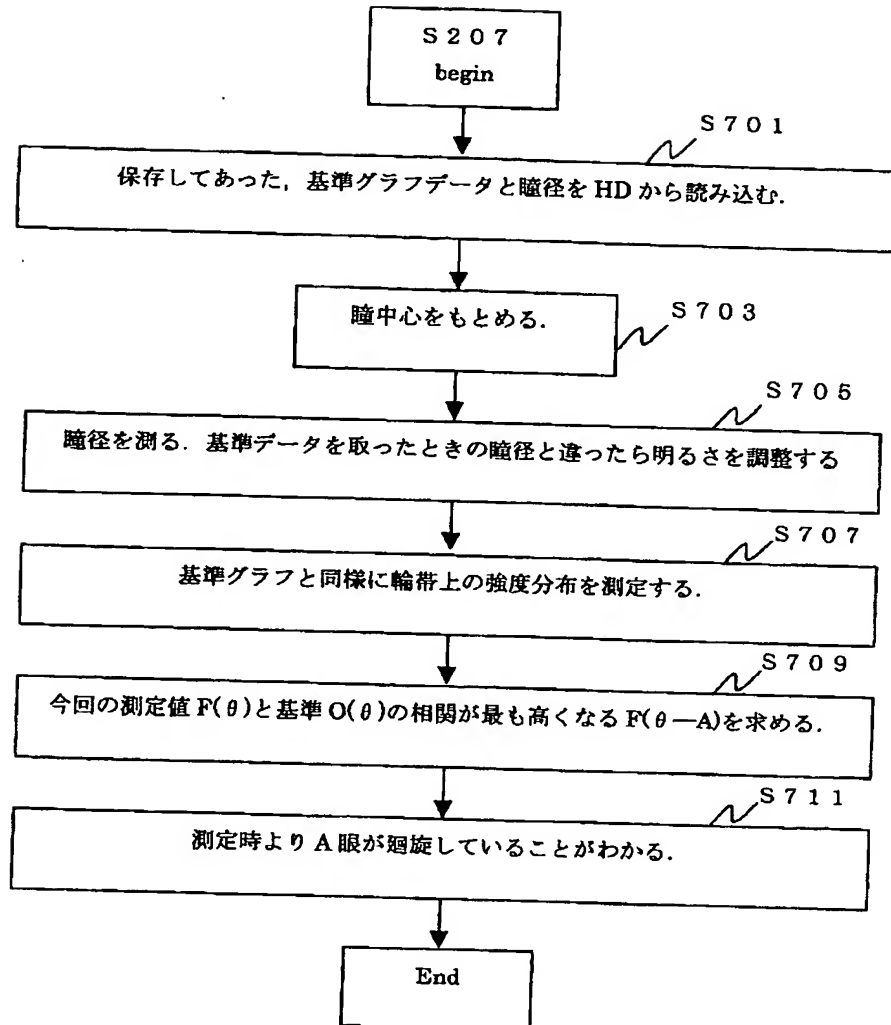 S207
begin
S701
保存してあった,基準グラフデータと瞳径を HD から読み込む.
瞳中心をもとめる.
S703
S705
瞳径を測る.基準データを取ったときの瞳径と違ったら明るさを調整する
S707
基準グラフと同様に輪帯上の強度分布を測定する.
S709
今回の測定値 F(θ)と基準 O(θ)の相関が最も高くなる F(θ—A)を求める.
S711
測定時より A 眼が廻旋していることがわかる.
End